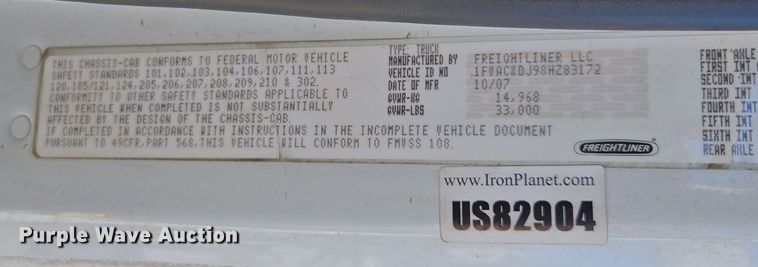 THIS CHASSIS-CAB CONFORMS TO FEDERAL MOTOR VEHICLE
SAFETY STANDARDS 101,102,103,104,106,107,111,113
120,105/121,124,205,206,207,208,209,210 & 302.
CONFORMITY TO OTHER SAFETY STANDARDS APPLICABLE TO
THIS VEHICLE WHEN COMPLETED IS NOT SUBSTANTIALLY
AFFECTED BY THE DESIGN OF THE CHASSIS-CAB.
IF COMPLETED IN ACCORDANCE WITH INSTRUCTIONS IN THE INCOMPLETE VEHICLE DOCUMENT
PURSUANT TO 49CFR, PART 568, THIS VEHICLE WILL CONFORM TO FMVSS 108.
TYPE: TRUCK
MANUFACTURER FREIGHTLINER LLC
VEHICLE ID NO. 1FVACWDJ98HZ83172
DATE OF MFR 10/07
GVWR-KG 14,968
GVWR-LBS 33,000
FREIGHTLINER
FRONT AXLE
FIRST INT
SECOND INT
THIRD INT
FOURTH INT
FIFTH INT
SIXTH INT
REAR AXLE
www.IronPlanet.com
US82904
Purple Wave Auction